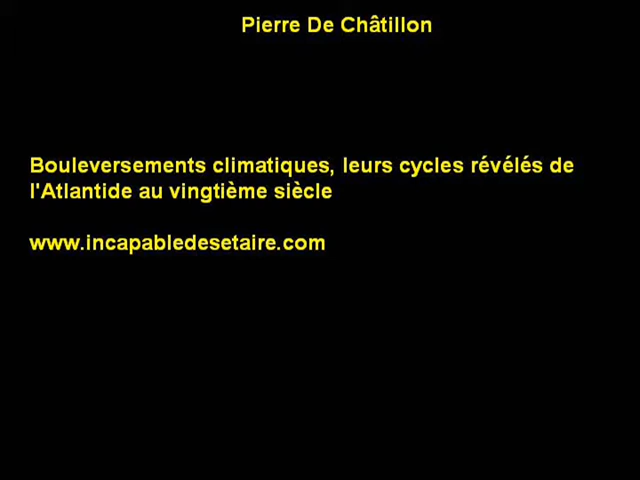 Pierre De Châtillon
Bouleversements climatiques, leurs cycles révélés de
l'Atlantide au vingtième siècle
www.incapabledesetaire.com